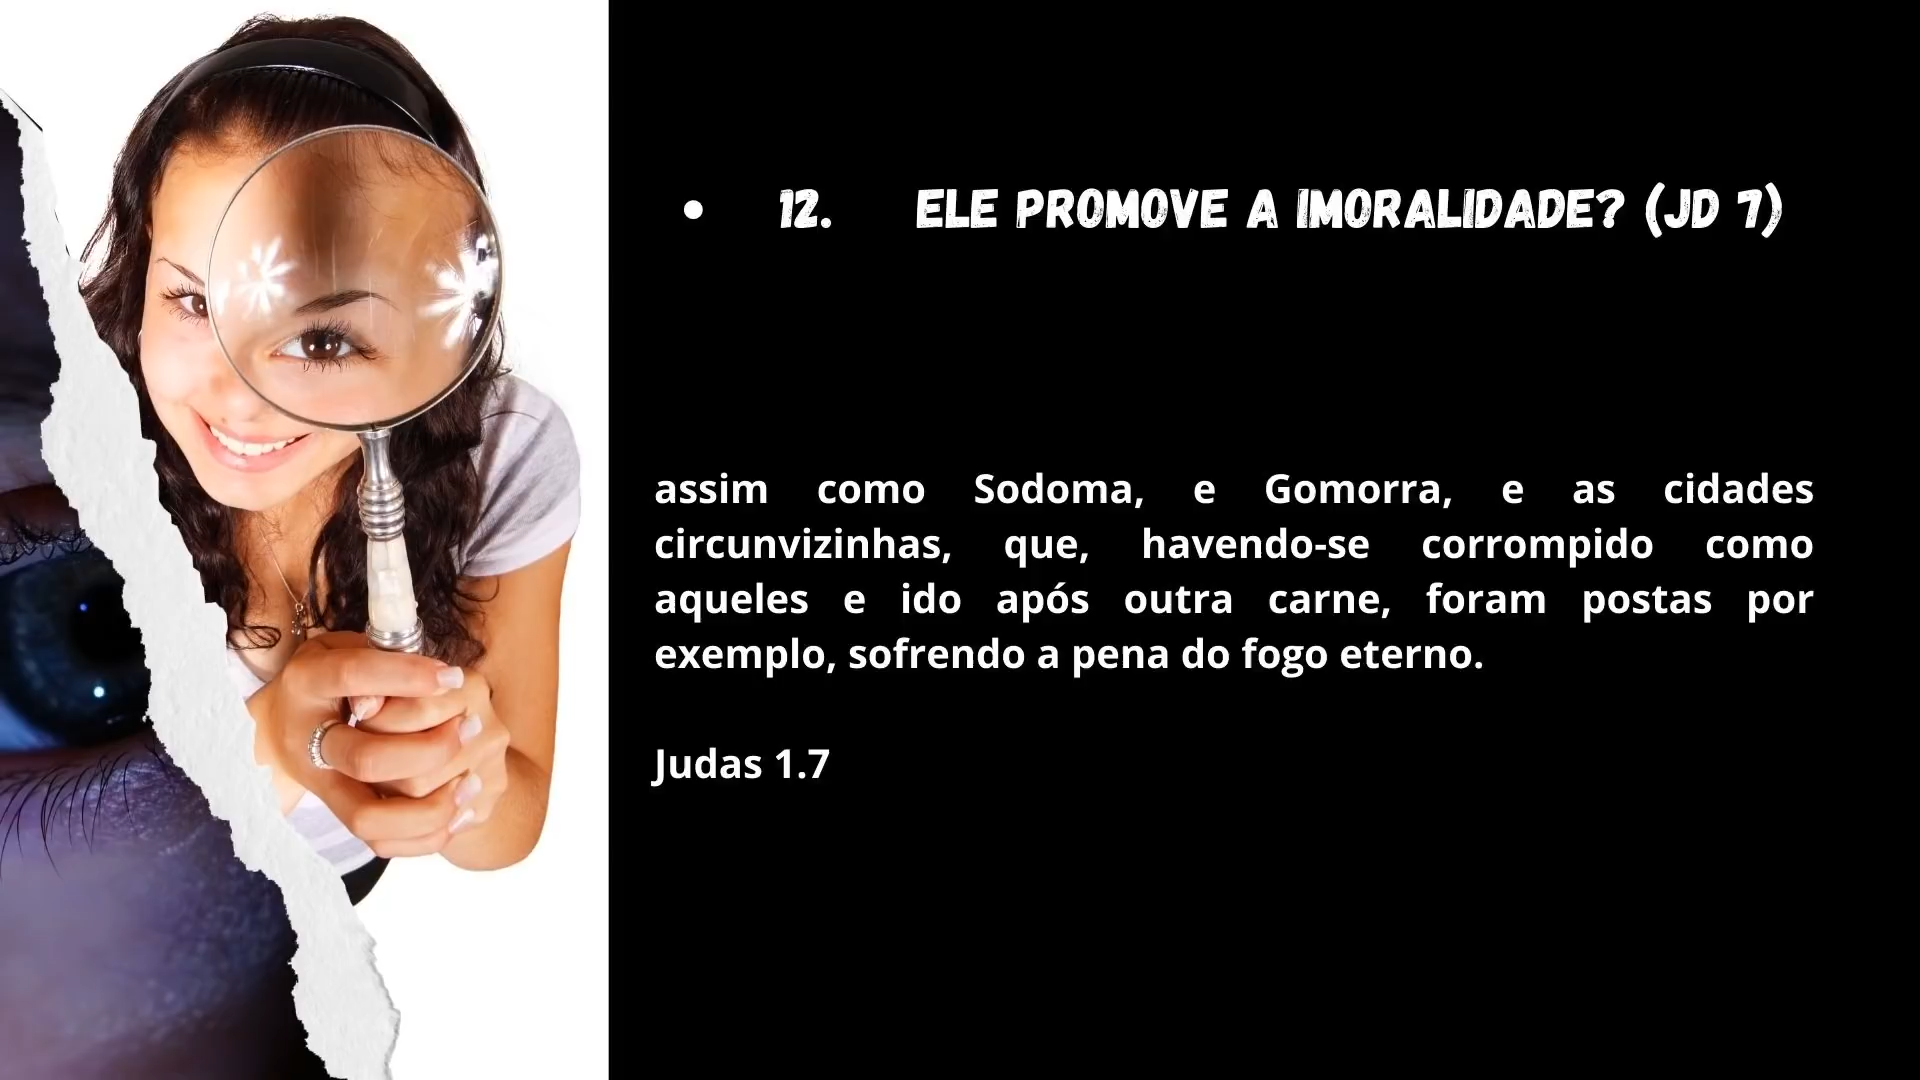 • 12. ELE PROMOVE A IMORALIDADE? (JD 7)
assim como Sodoma, e Gomorra, e as cidades
circunvizinhas, que, havendo-se corrompido como
aqueles e ido após outra carne, foram postas por
exemplo, sofrendo a pena do fogo eterno.
Judas 1.7